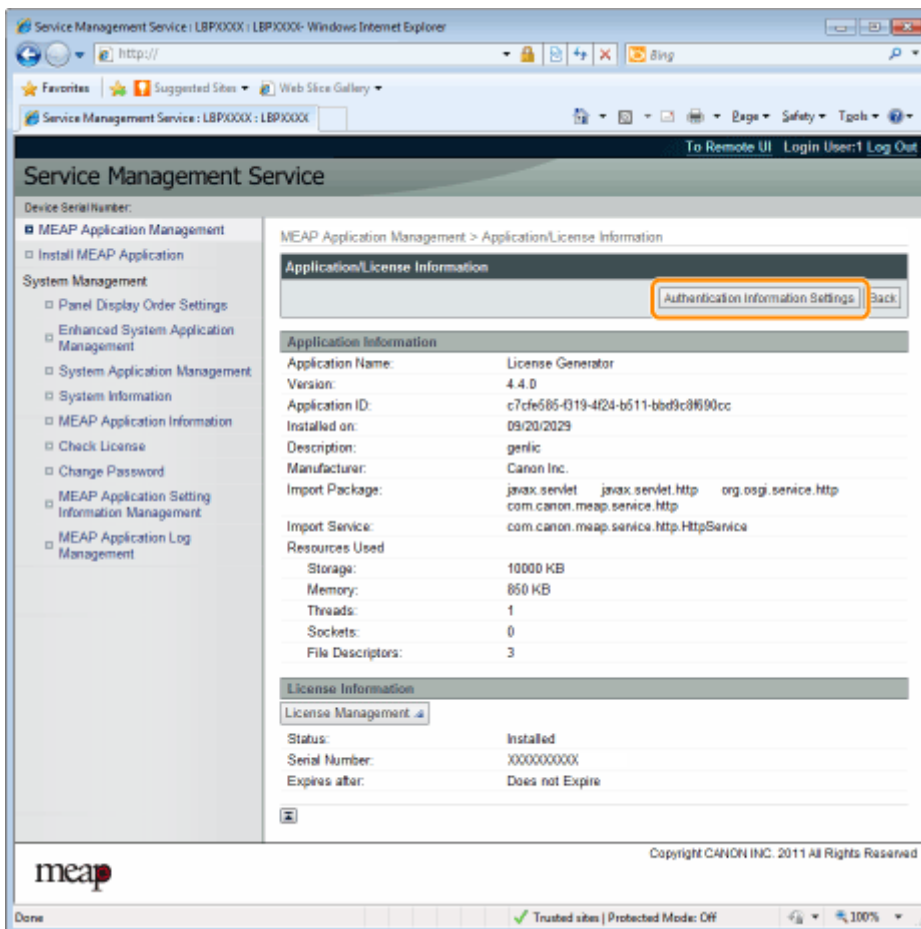 Service Management Service : LBPXXXX : LBPXXXX- Windows Internet Explorer
http://
Bing
Favorites Suggested Sites Web Slice Gallery
Service Management Service : LBPXXXX : LBPXXXX
Page Safety Tools
To Remote UI Login User:1 Log Out
Service Management Service
Device Serial Number:
MEAP Application Management
Install MEAP Application
System Management
Panel Display Order Settings
Enhanced System Application
Management
System Application Management
System Information
MEAP Application Information
Check License
Change Password
MEAP Application Setting
Information Management
MEAP Application Log
Management
MEAP Application Management > Application/License Information
Application/License Information
Authentication Information Settings Back
Application Information
Application Name: License Generator
Version: 4.4.0
Application ID: c7cfe585-f319-4f24-b511-bbd9c8f690cc
Installed on: 09/20/2029
Description: genlic
Manufacturer: Canon Inc.
Import Package: javax.servlet javax.servlet.http org.osgi.service.http
com.canon.meap.service.http
Import Service: com.canon.meap.service.http.HttpService
Resources Used
Storage: 10000 KB
Memory: 850 KB
Threads: 1
Sockets: 0
File Descriptors: 3
License Information
License Management
Status: Installed
Serial Number: XXXXXXXXXX
Expires after: Does not Expire
Copyright CANON INC. 2011 All Rights Reserved
meap
Done Trusted sites | Protected Mode: Off 100%